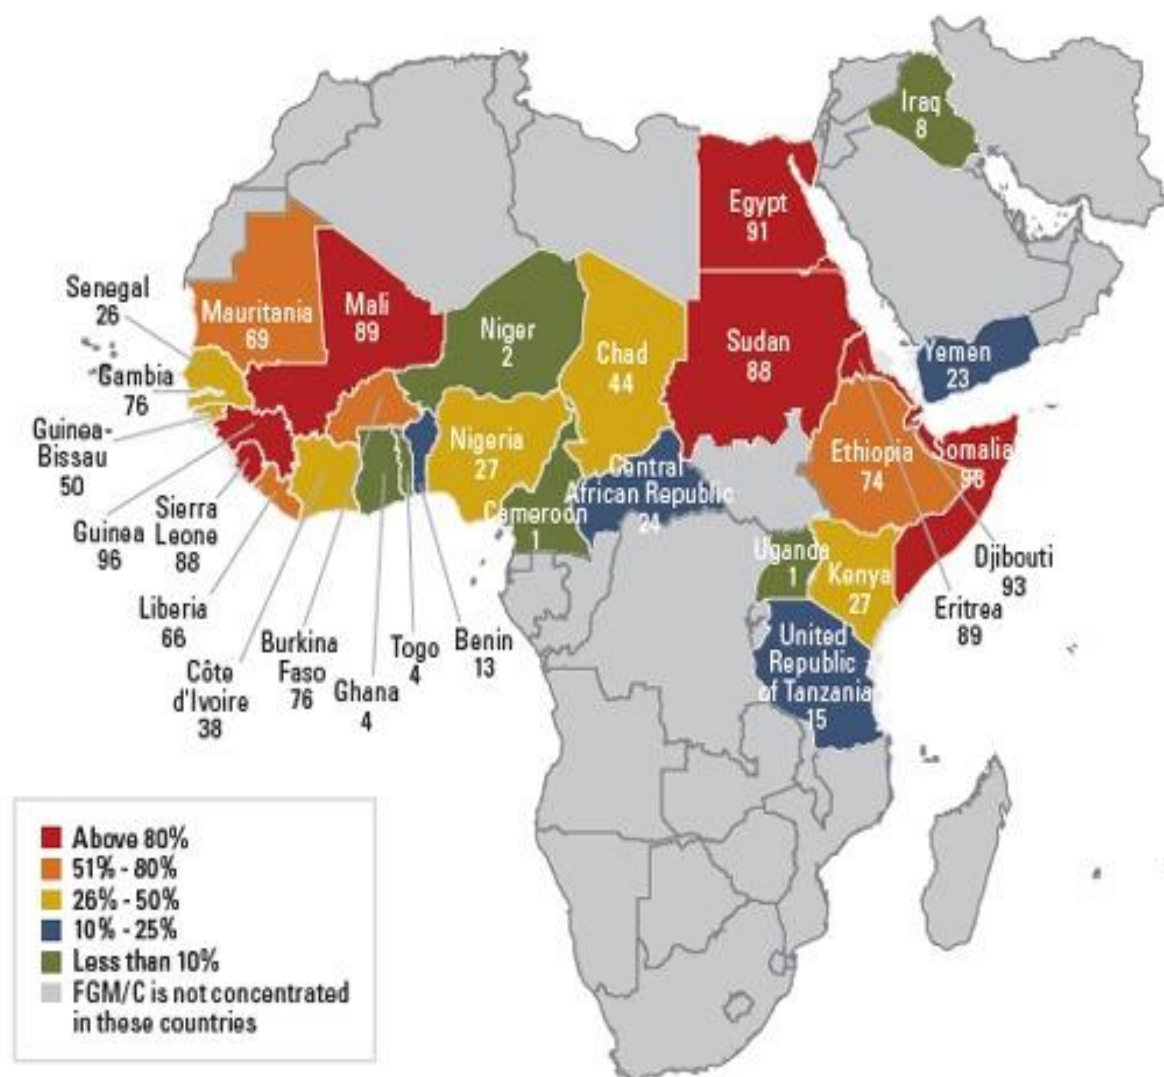 Iraq
8
Egypt
91
Senegal
26
Mauritania
69
Mali
89
Niger
2
Chad
44
Sudan
88
Yemen
23
Gambia
76
Guinea-
Bissau
50
Nigeria
27
Ethiopia
74
Somalia
98
Central
African Republic
24
Cameroon
1
Guinea
96
Sierra
Leone
88
Uganda
1
Kenya
27
Djibouti
93
Eritrea
89
Liberia
66
Côte
d'Ivoire
38
Burkina
Faso
76
Ghana
4
Togo
4
Benin
13
United
Republic
of Tanzania
15
Above 80%
51% - 80%
26% - 50%
10% - 25%
Less than 10%
FGM/C is not concentrated
in these countries